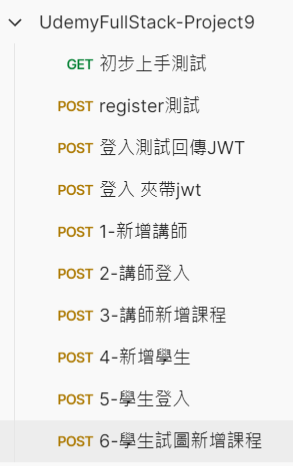 UdemyFullStack-Project9
GET 初步上手測試
POST register測試
POST 登入測試回傳JWT
POST 登入 夾帶jwt
POST 1-新增講師
POST 2-講師登入
POST 3-講師新增課程
POST 4-新增學生
POST 5-學生登入
POST 6-學生試圖新增課程